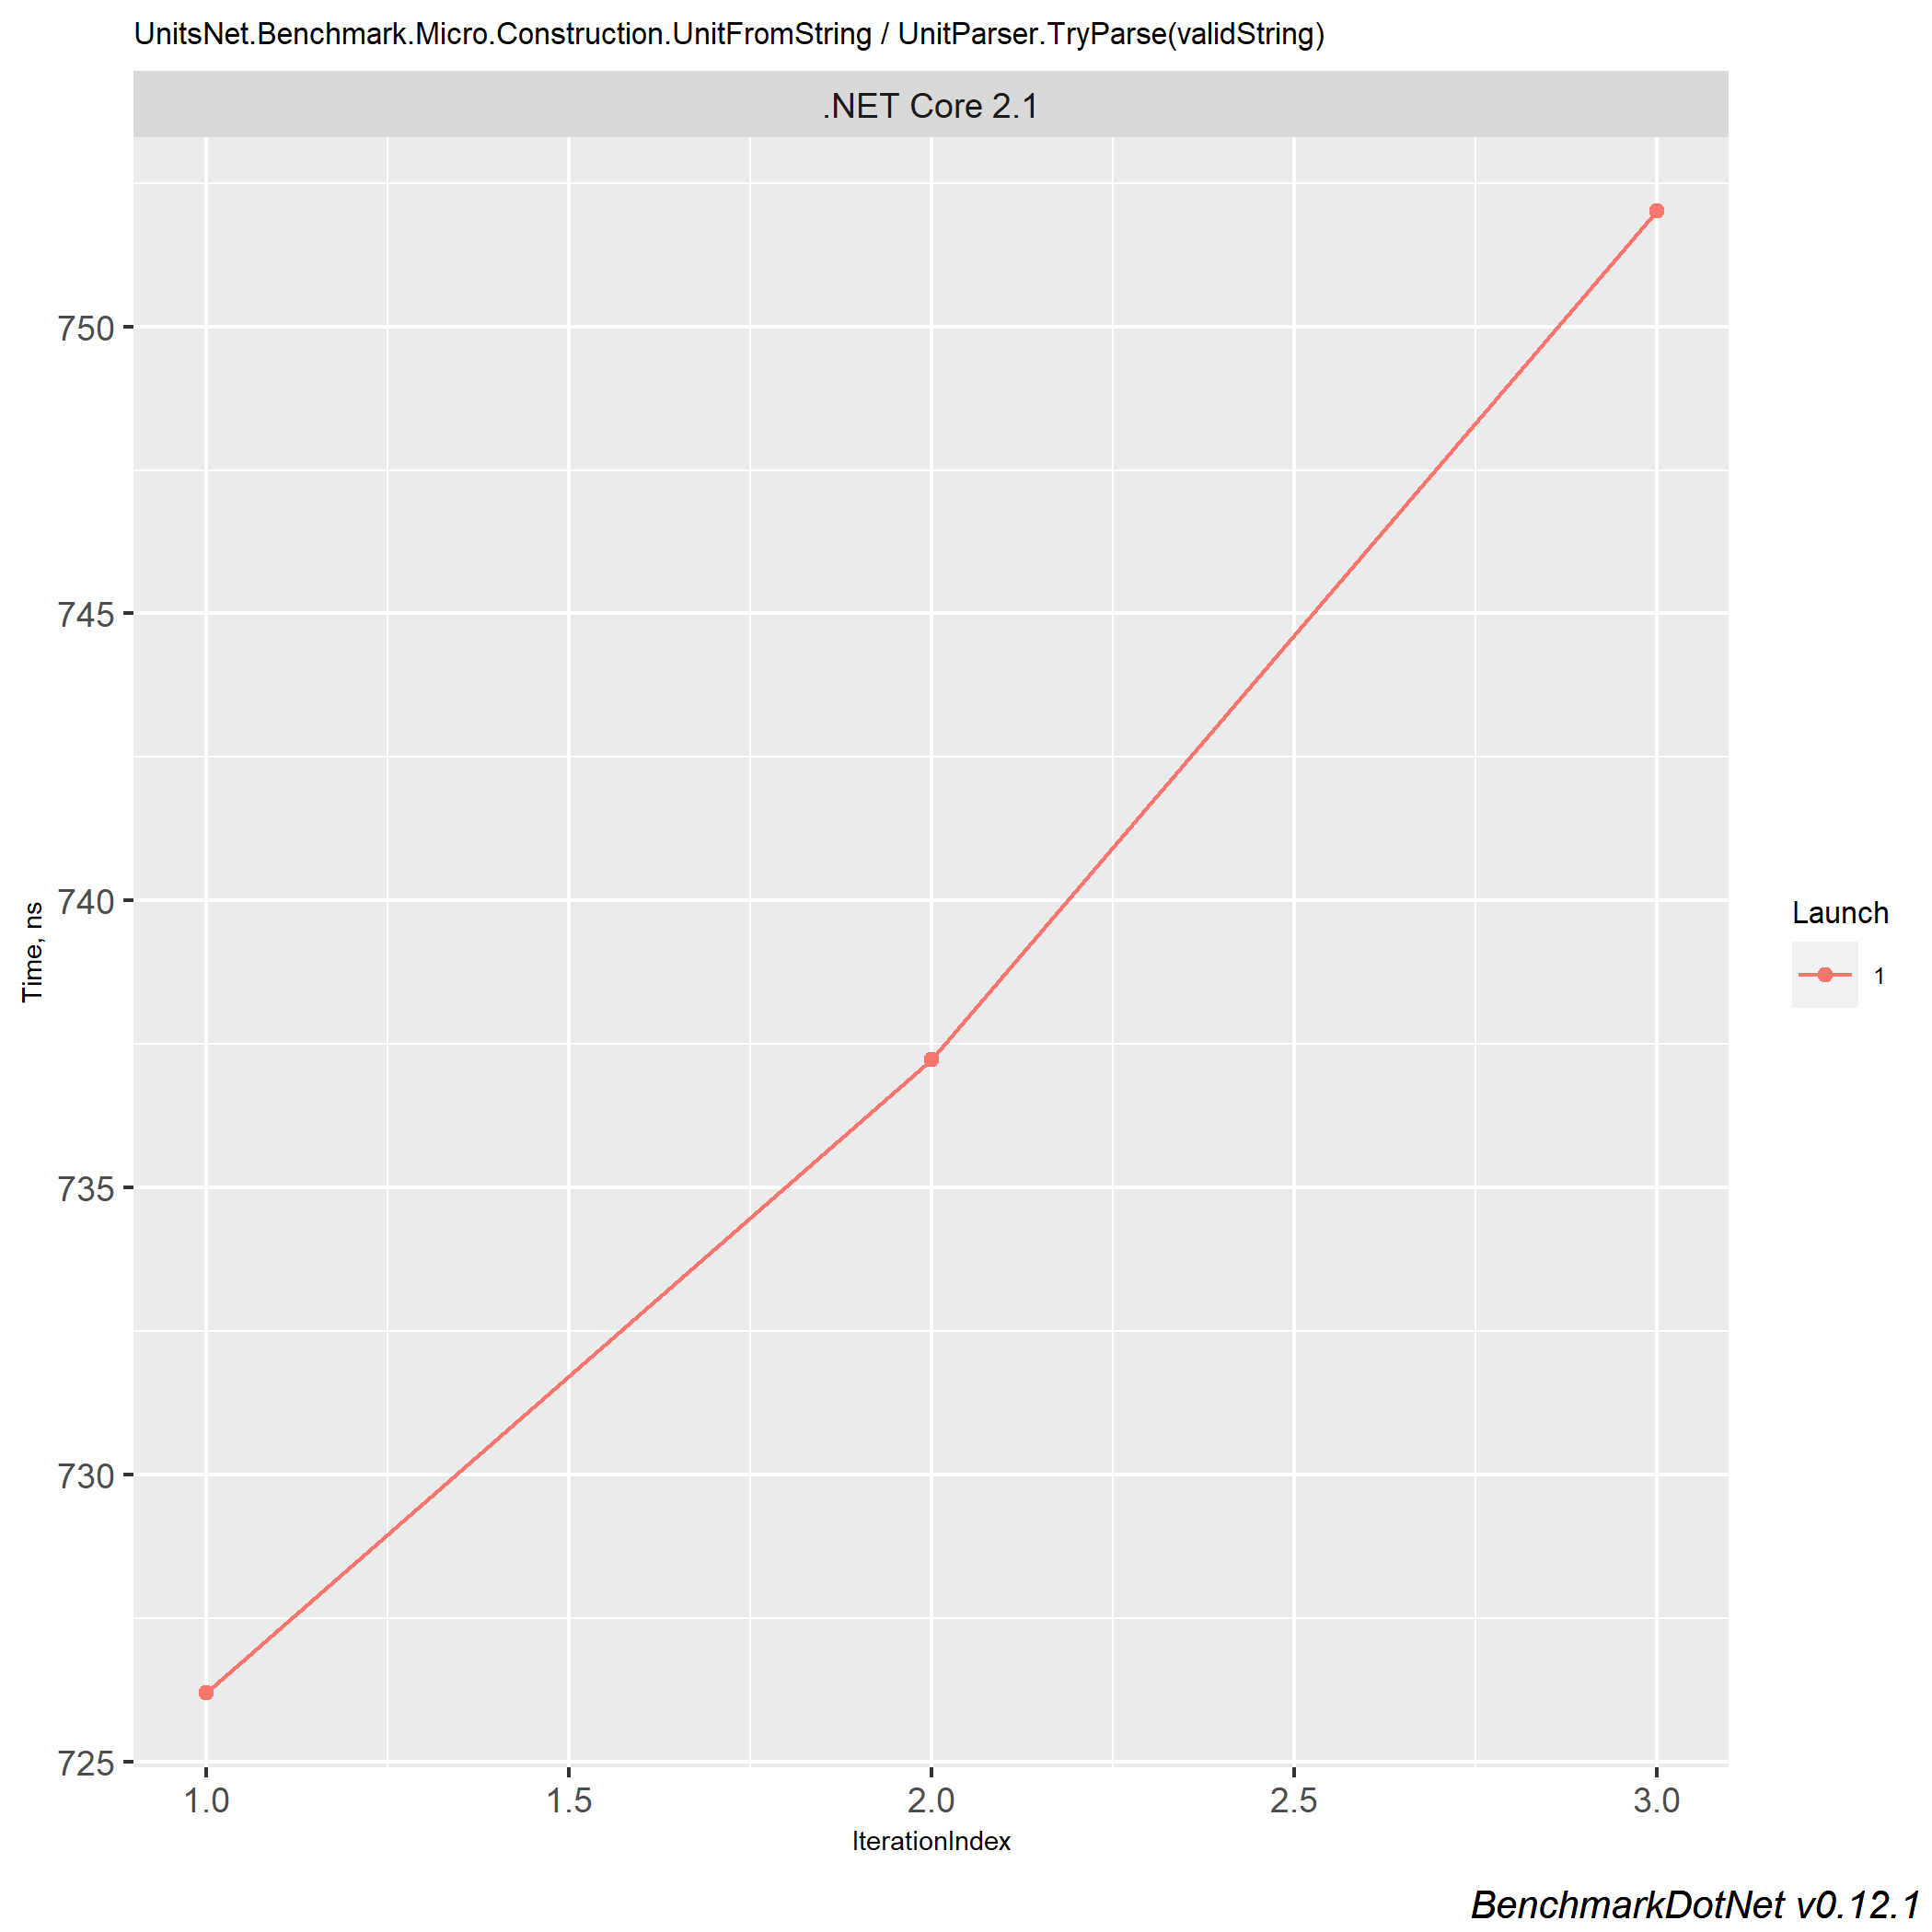 UnitsNet.Benchmark.Micro.Construction.UnitFromString / UnitParser.TryParse(validString)
.NET Core 2.1
750
745
740
735
730
725
Time, ns
1.0 1.5 2.0 2.5 3.0
IterationIndex
Launch
1
BenchmarkDotNet v0.12.1